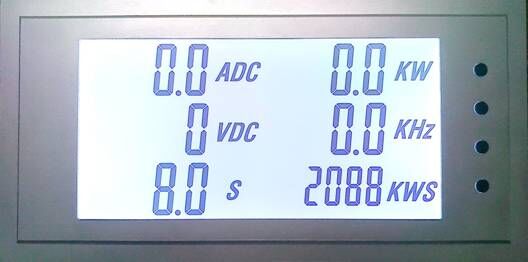 0.0 ADC 0.0 KW
0 VDC 0.0 KHz
8.0 S 2088 KWS